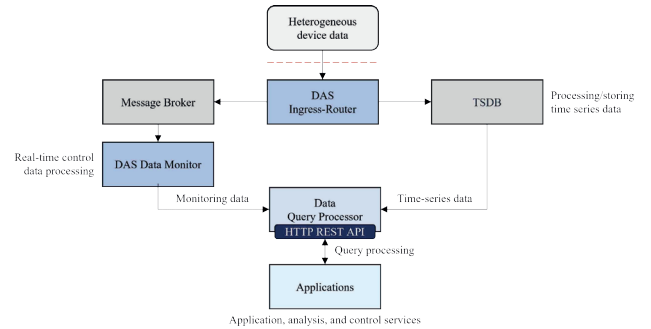 Heterogeneous
device data
Message Broker
DAS
Ingress-Router
TSDB
Processing/storing
time series data
Real-time control
data processing
DAS Data Monitor
Monitoring data
Data
Query Processor
HTTP REST API
Time-series data
Query processing
Applications
Application, analysis, and control services